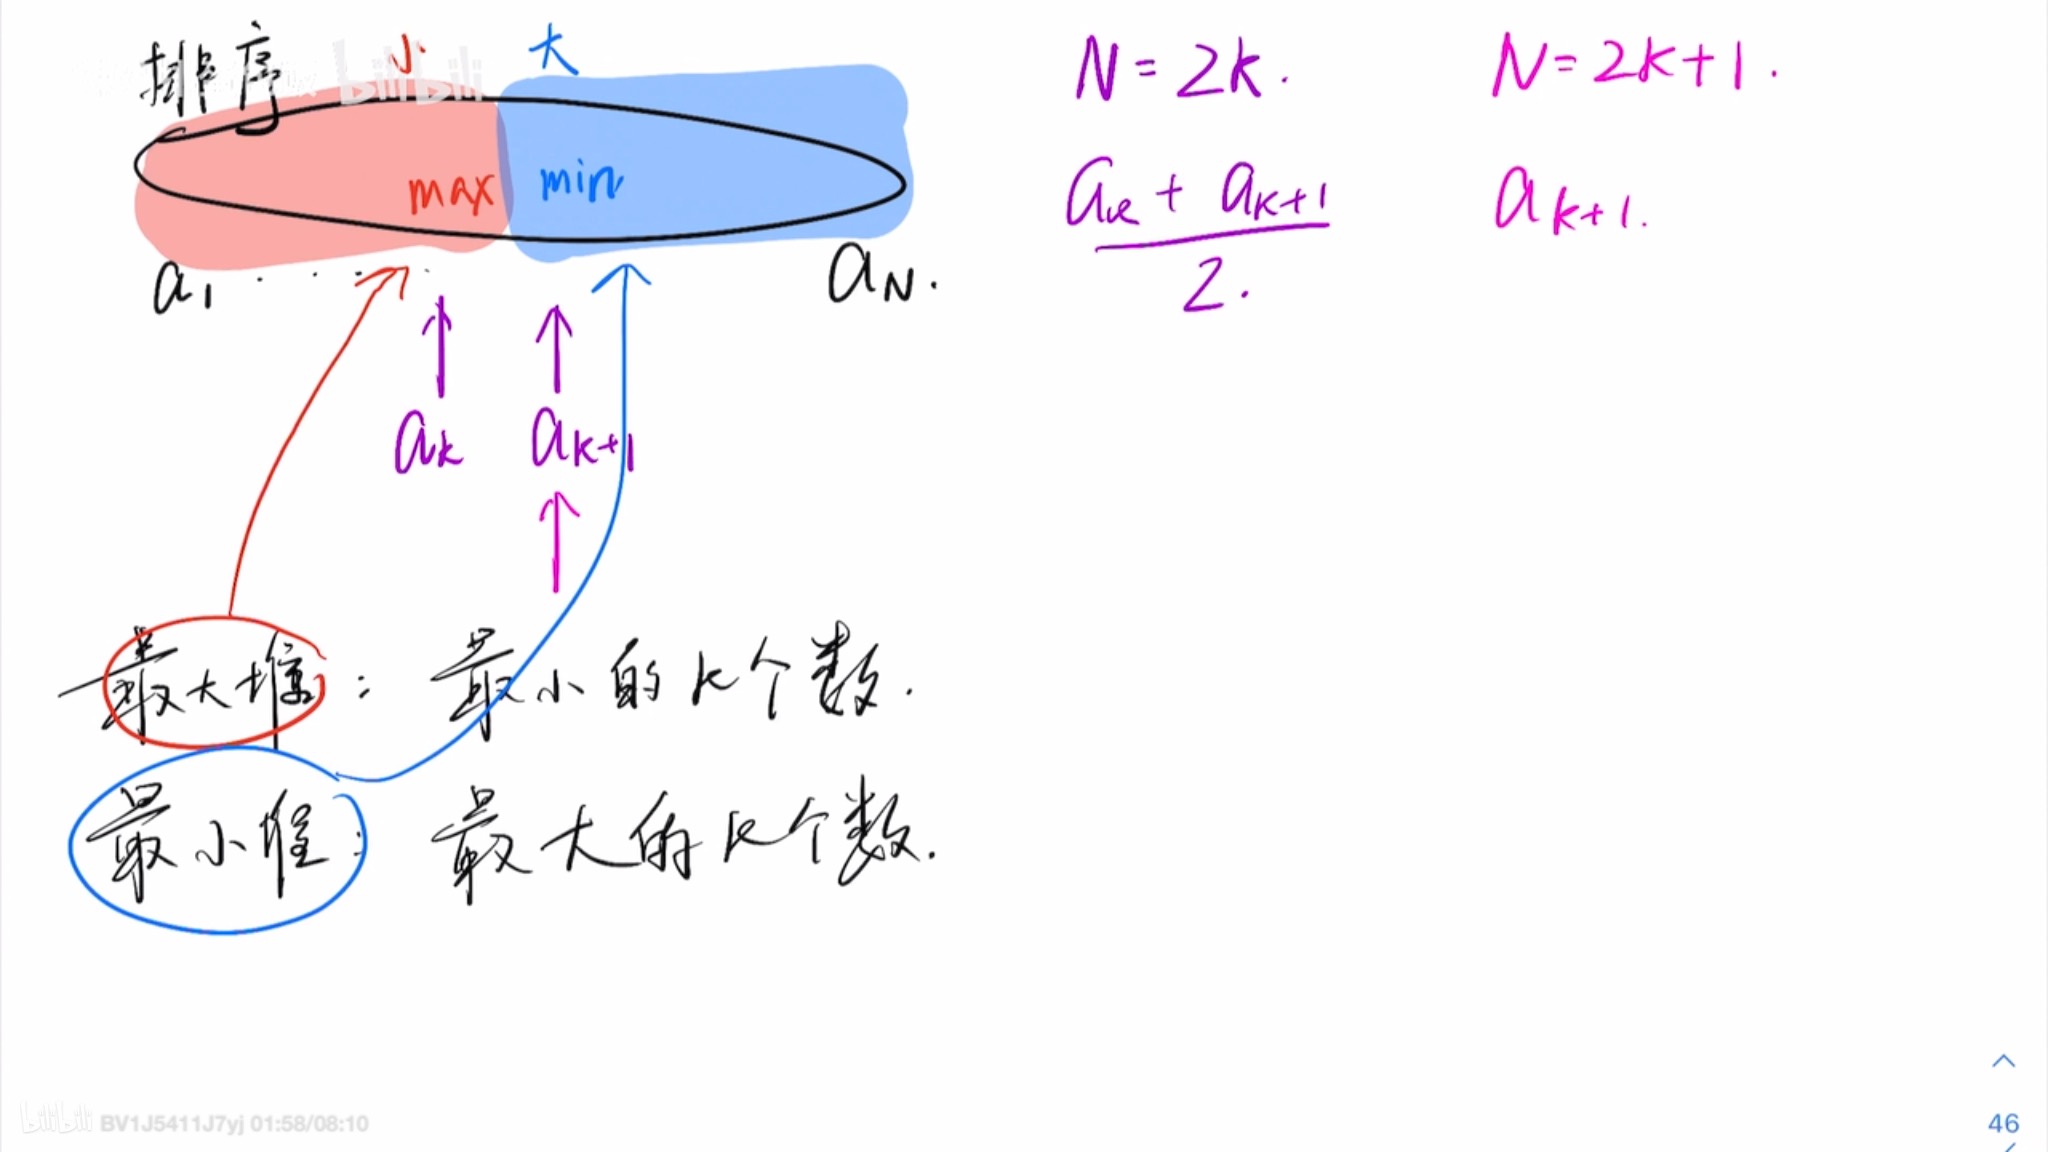 排序 bilibili 小 大
N = 2k. N = 2k+1.
max min
a_k + a_{k+1} a_{k+1}.
2.
a_1 ..... a_N.
a_k a_{k+1}
最大堆: 最小的k个数.
最小堆: 最大的k个数.
bilibili BV1J5411J7yj 01:58/08:10
46